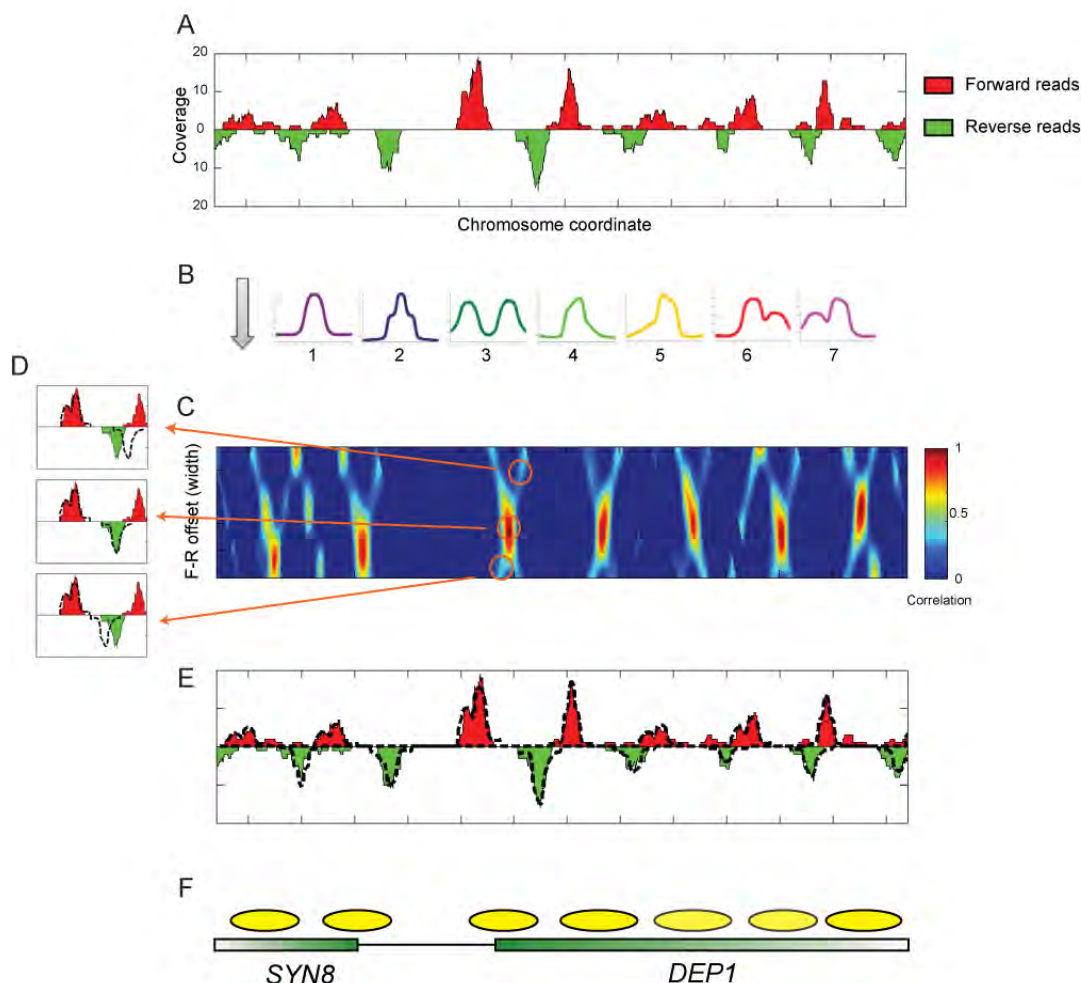 A
20
10
0
10
20
Coverage
Chromosome coordinate
Forward reads
Reverse reads
B
1 2 3 4 5 6 7
D
C
F-R offset (width)
1
0.5
0
Correlation
E
F
SYN8 DEP1